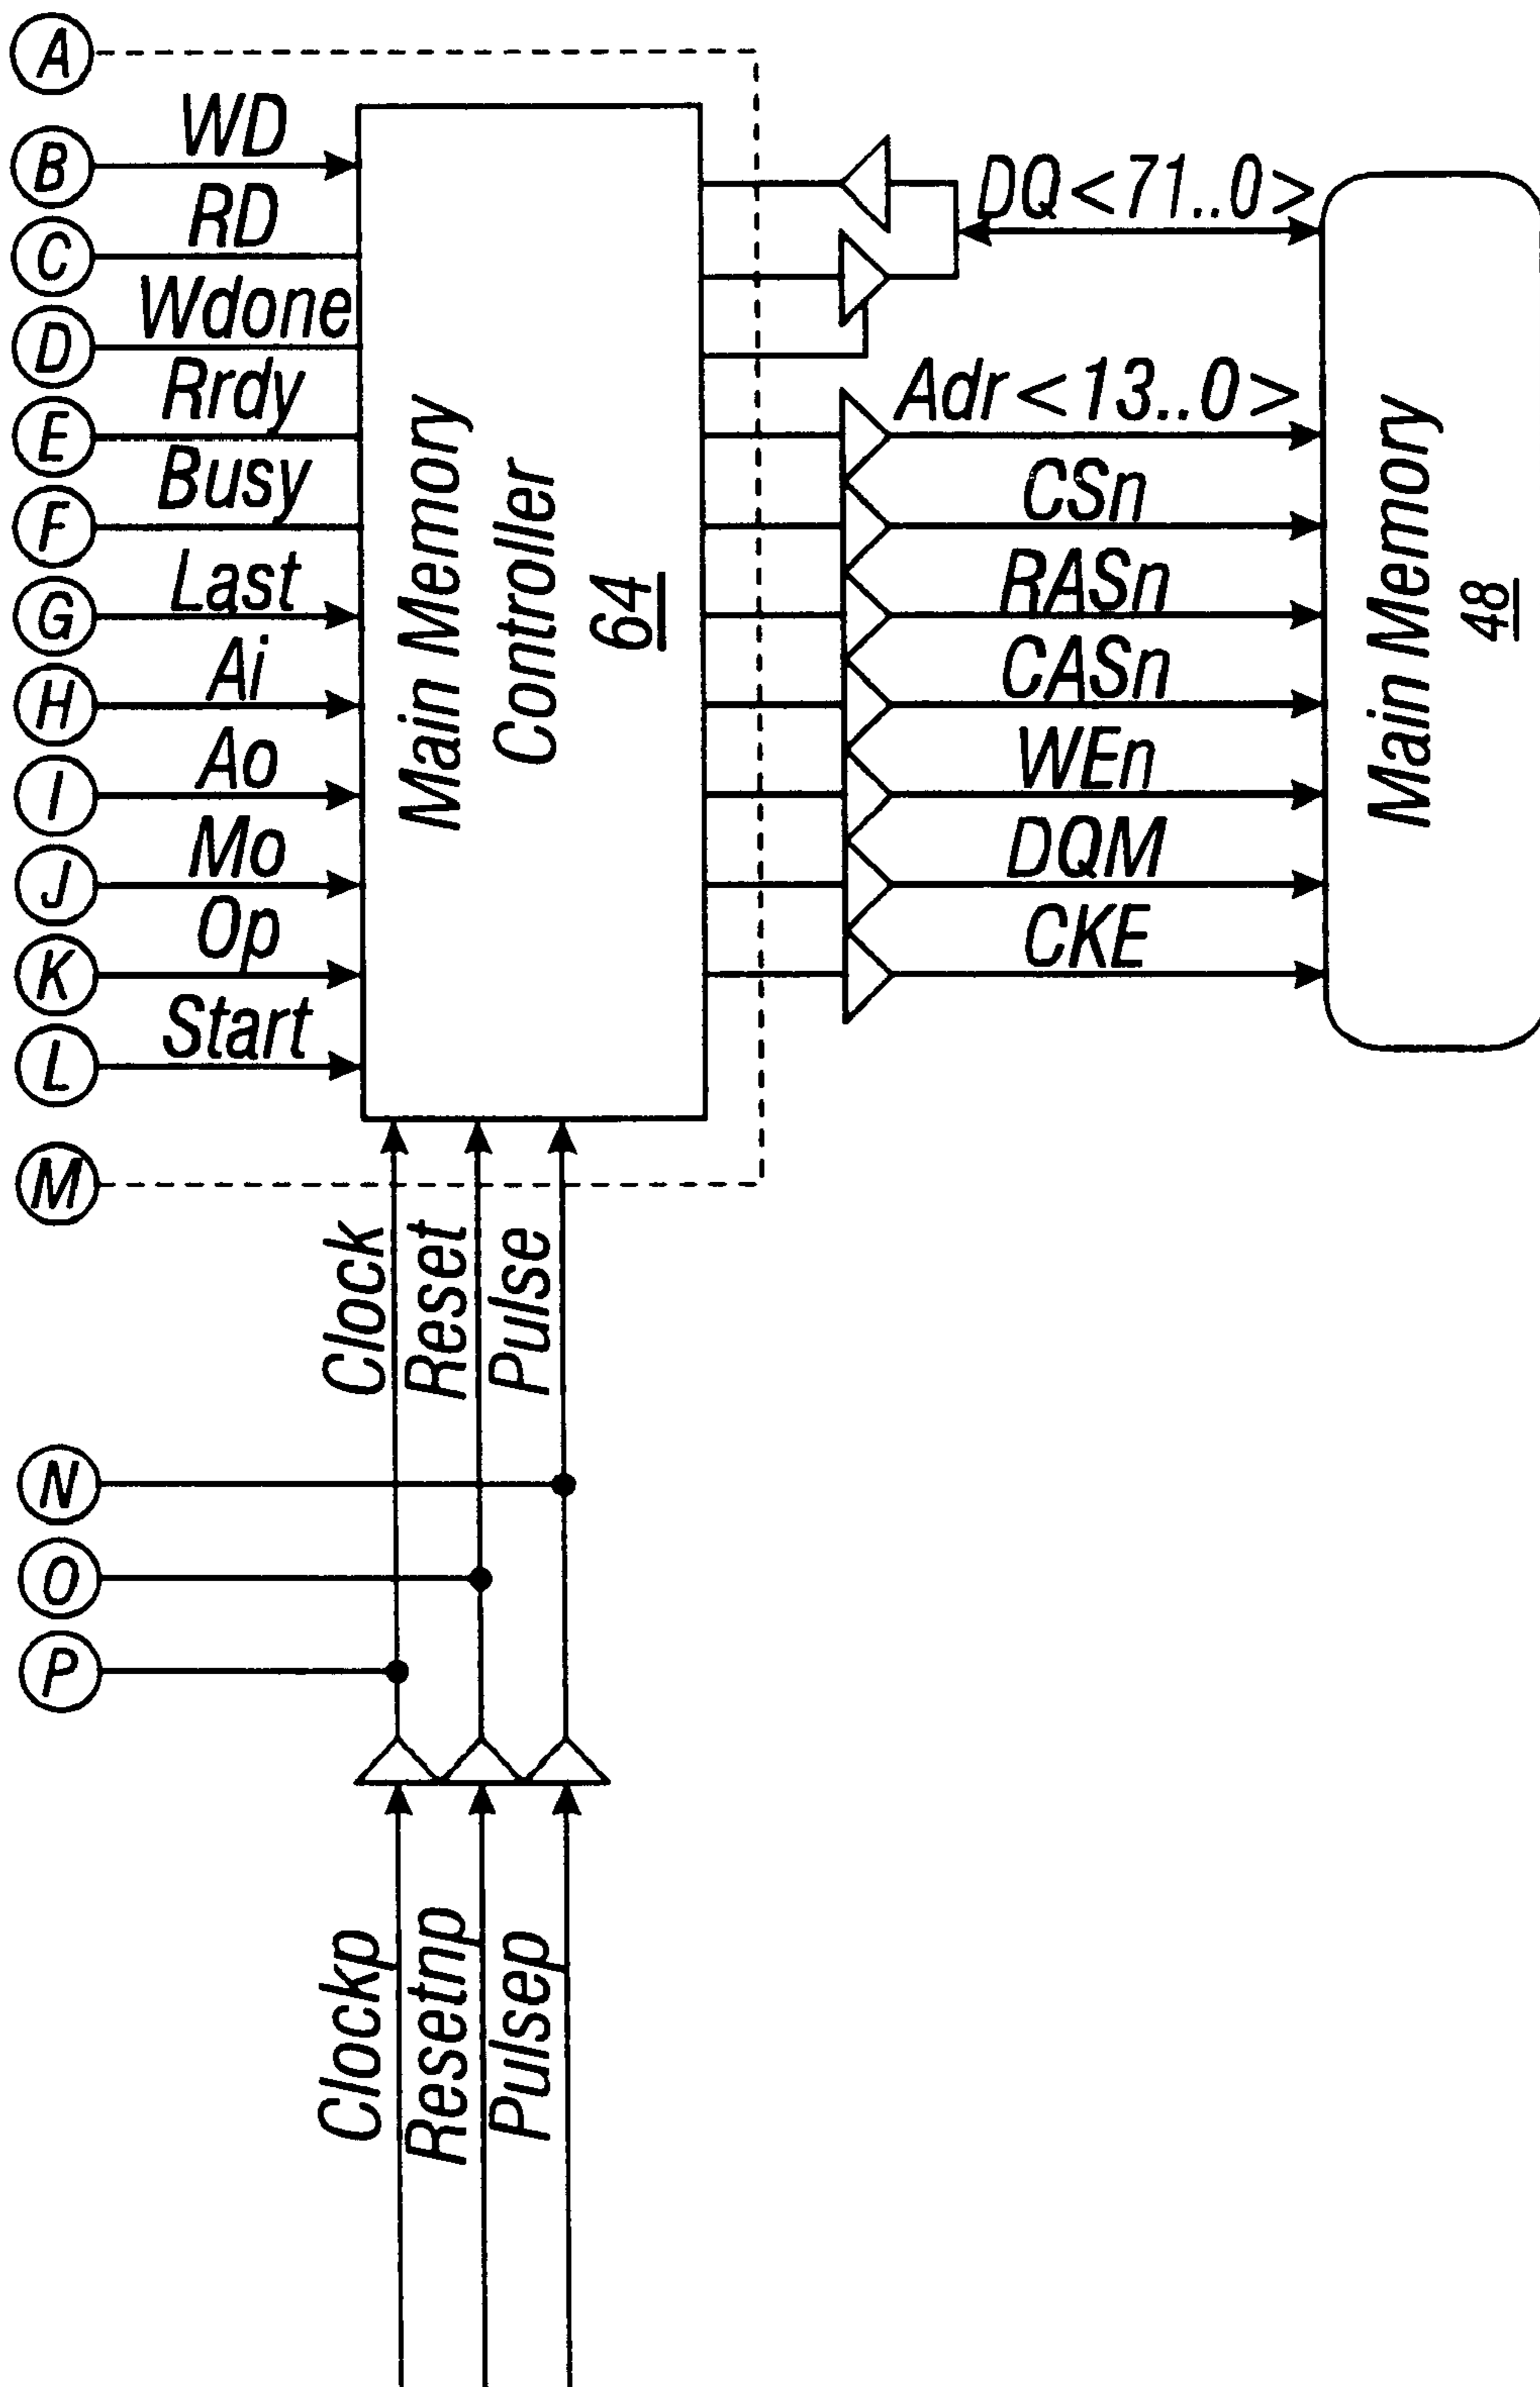 A
B WD
C RD
D Wdone
E Rrdy
F Busy
G Last
H Ai
I Ao
J Mo
K Op
L Start
M
Main Memory
Controller
64
DQ<71..0>
Adr<13..0>
CSn
RASn
CASn
WEn
DQM
CKE
Main Memory
48
Clock
Reset
Pulse
N
O
P
Clockp
Resetnp
Pulsep